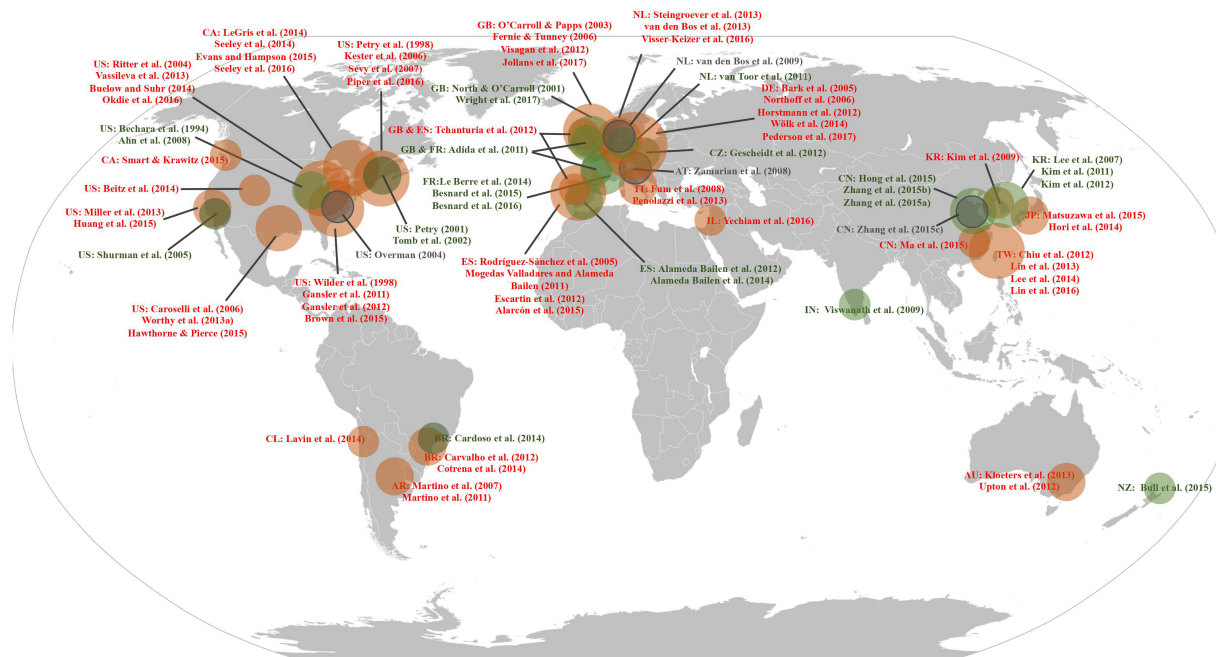 CA: LeGris et al. (2014)
Seeley et al. (2014)
Evans and Hampson (2015)
Seeley et al. (2016)
US: Petry et al. (1998)
Kester et al. (2006)
Sévy et al. (2007)
Piper et al. (2016)
US: Ritter et al. (2004)
Vassileva et al. (2013)
Buelow and Suhr (2014)
Okdie et al. (2016)
US: Bechara et al. (1994)
Ahn et al. (2008)
CA: Smart & Krawitz (2015)
US: Beitz et al. (2014)
US: Miller et al. (2013)
Huang et al. (2015)
US: Shurman et al. (2005)
US: Caroselli et al. (2006)
Worthy et al. (2013a)
Hawthorne & Pierce (2015)
US: Wilder et al. (1998)
Gansler et al. (2011)
Gansler et al. (2012)
Brown et al. (2015)
US: Petry (2001)
Tomb et al. (2002)
US: Overman (2004)
GB: O'Carroll & Papps (2003)
Fernie & Tunney (2006)
Visagan et al. (2012)
Jollans et al. (2017)
GB: North & O'Carroll (2001)
Wright et al. (2017)
GB & ES: Tchanturia et al. (2012)
GB & FR: Adida et al. (2011)
FR:Le Berre et al. (2014)
Besnard et al. (2015)
Besnard et al. (2016)
NL: Steingroever et al. (2013)
van den Bos et al. (2013)
Visser-Keizer et al. (2016)
NL: van den Bos et al. (2009)
NL: van Toor et al. (2011)
DE: Bark et al. (2005)
Northoff et al. (2006)
Horstmann et al. (2012)
Wölk et al. (2014)
Pederson et al. (2017)
CZ: Gescheidt et al. (2012)
AT: Zamarian et al. (2008)
IT: Fum et al. (2008)
Penolazzi et al. (2013)
IL: Yechiam et al. (2016)
ES: Rodríguez-Sánchez et al. (2005)
Mogedas Valladares and Alameda
Bailen (2011)
Escartin et al. (2012)
Alarcón et al. (2015)
ES: Alameda Bailen et al. (2012)
Alameda Bailen et al. (2014)
KR: Kim et al. (2009)
KR: Lee et al. (2007)
Kim et al. (2011)
Kim et al. (2012)
CN: Hong et al. (2015)
Zhang et al. (2015b)
Zhang et al. (2015a)
CN: Zhang et al. (2015c)
CN: Ma et al. (2015)
JP: Matsuzawa et al. (2015)
Hori et al. (2014)
TW: Chiu et al. (2012)
Lin et al. (2013)
Lee et al. (2014)
Lin et al. (2016)
IN: Viswanath et al. (2009)
CL: Lavin et al. (2014)
BR: Cardoso et al. (2014)
BR: Carvalho et al. (2012)
Cotrena et al. (2014)
AR: Martino et al. (2007)
Martino et al. (2011)
AU: Kloeters et al. (2013)
Upton et al. (2012)
NZ: Bull et al. (2015)